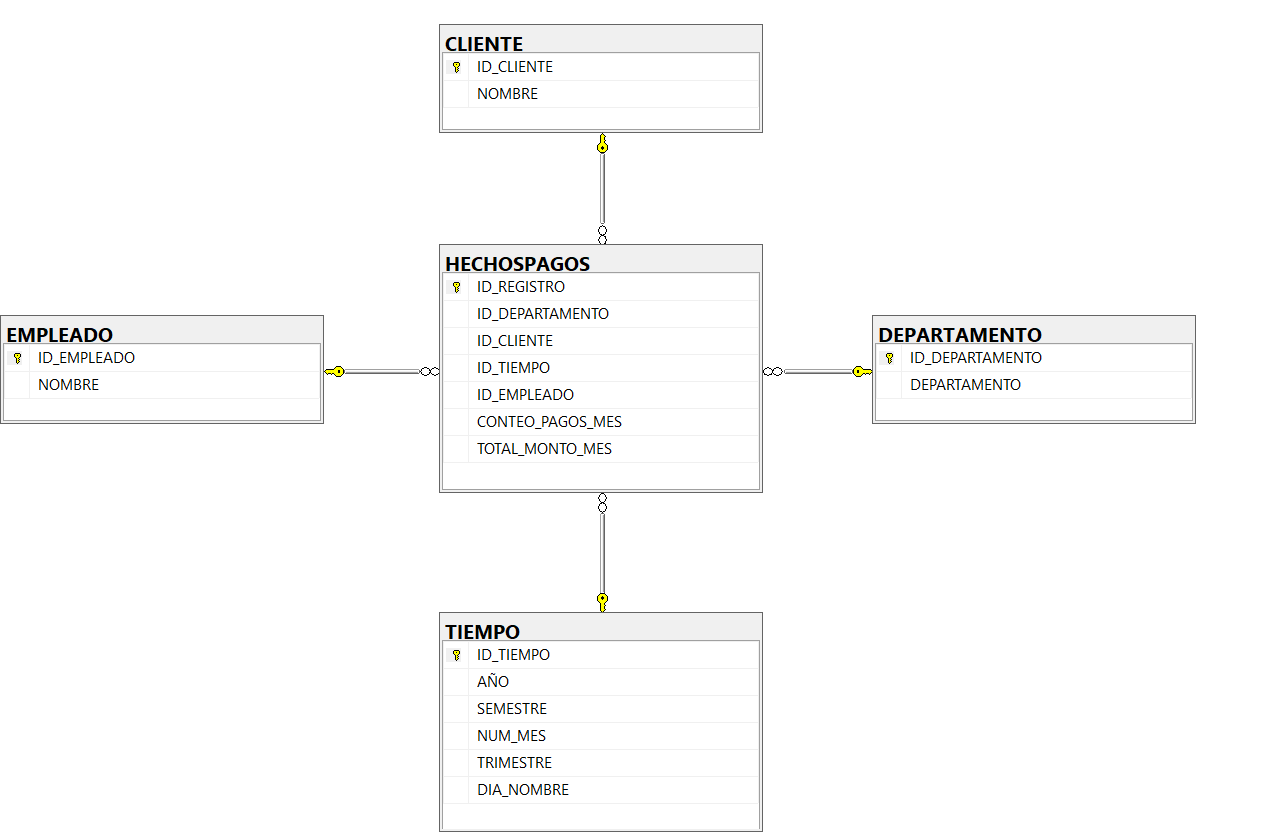 CLIENTE
ID_CLIENTE
NOMBRE
HECHOSPAGOS
ID_REGISTRO
ID_DEPARTAMENTO
ID_CLIENTE
ID_TIEMPO
ID_EMPLEADO
CONTEO_PAGOS_MES
TOTAL_MONTO_MES
EMPLEADO
ID_EMPLEADO
NOMBRE
DEPARTAMENTO
ID_DEPARTAMENTO
DEPARTAMENTO
TIEMPO
ID_TIEMPO
AÑO
SEMESTRE
NUM_MES
TRIMESTRE
DIA_NOMBRE